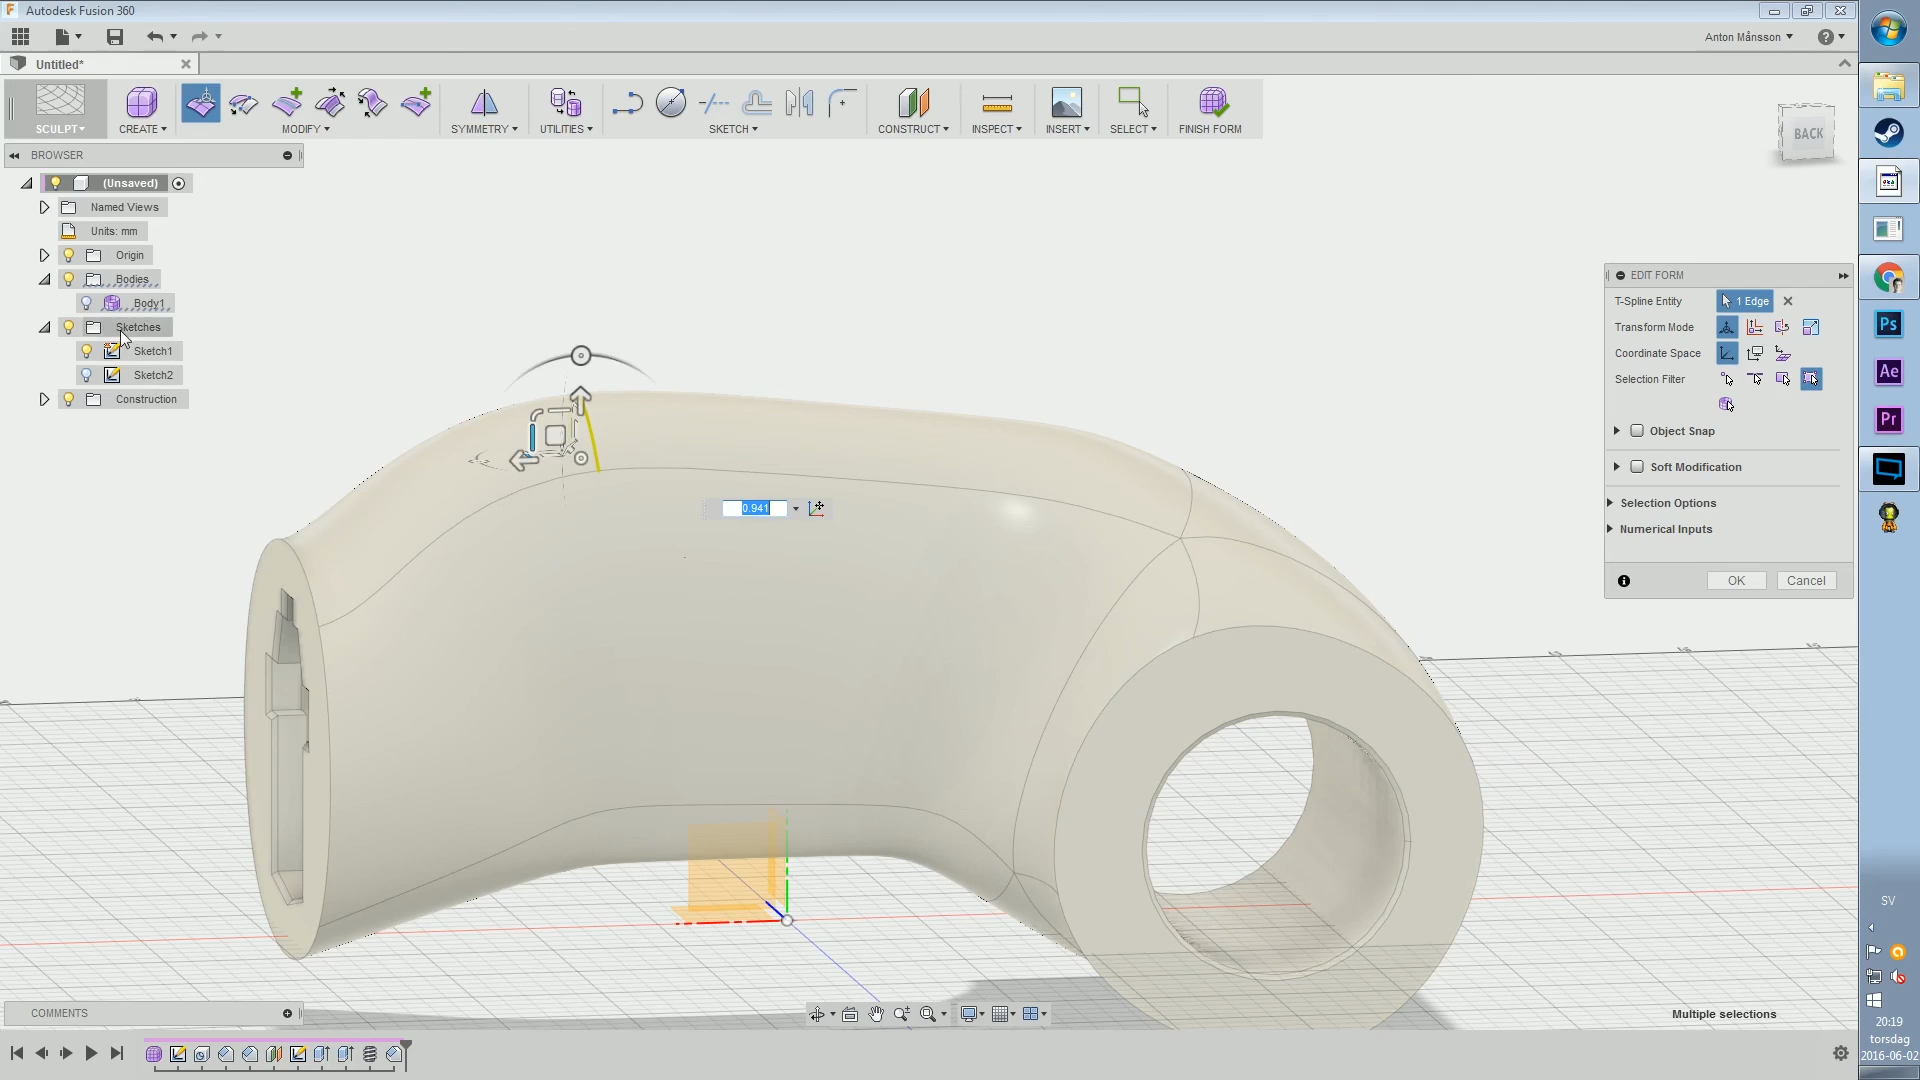 Autodesk Fusion 360
Anton Månsson
Untitled*
SCULPT
CREATE
MODIFY
SYMMETRY
UTILITIES
SKETCH
CONSTRUCT
INSPECT
INSERT
SELECT
FINISH FORM
BACK
BROWSER
(Unsaved)
Named Views
Units: mm
Origin
Bodies
Body1
Sketches
Sketch1
Sketch2
Construction
0.941
EDIT FORM
T-Spline Entity
1 Edge
Transform Mode
Coordinate Space
Selection Filter
Object Snap
Soft Modification
Selection Options
Numerical Inputs
OK
Cancel
Ps
Ae
Pr
SV
COMMENTS
Multiple selections
20:19
torsdag
2016-06-02